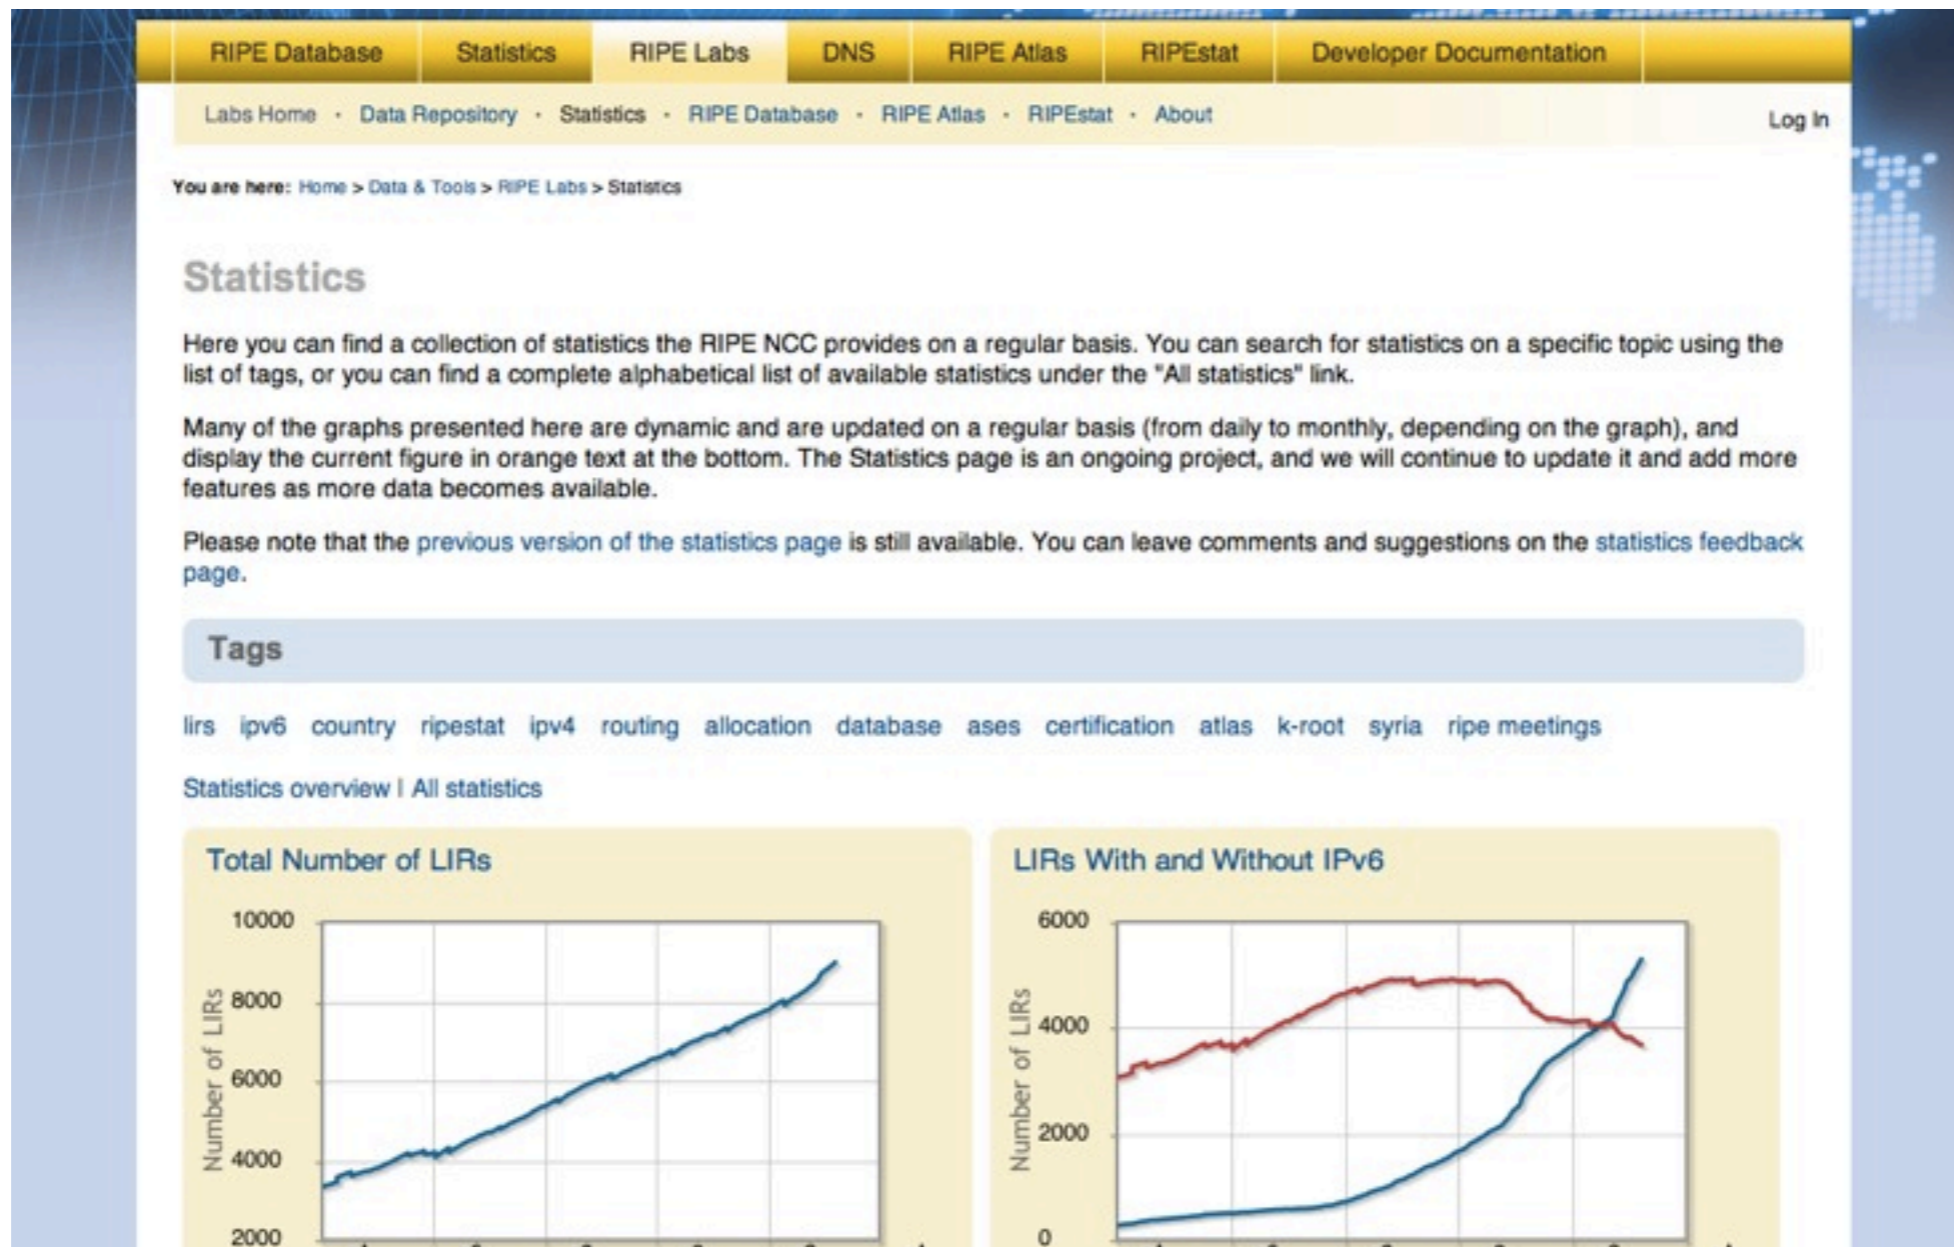 RIPE Database Statistics RIPE Labs DNS RIPE Atlas RIPEstat Developer Documentation
Labs Home · Data Repository · Statistics · RIPE Database · RIPE Atlas · RIPEstat · About
Log In
You are here: Home > Data & Tools > RIPE Labs > Statistics
Statistics
Here you can find a collection of statistics the RIPE NCC provides on a regular basis. You can search for statistics on a specific topic using the
list of tags, or you can find a complete alphabetical list of available statistics under the "All statistics" link.
Many of the graphs presented here are dynamic and are updated on a regular basis (from daily to monthly, depending on the graph), and
display the current figure in orange text at the bottom. The Statistics page is an ongoing project, and we will continue to update it and add more
features as more data becomes available.
Please note that the previous version of the statistics page is still available. You can leave comments and suggestions on the statistics feedback
page.
Tags
lirs ipv6 country ripestat ipv4 routing allocation database ases certification atlas k-root syria ripe meetings
Statistics overview | All statistics
Total Number of LIRs
10000
8000
6000
4000
2000
Number of LIRs
LIRs With and Without IPv6
6000
4000
2000
0
Number of LIRs